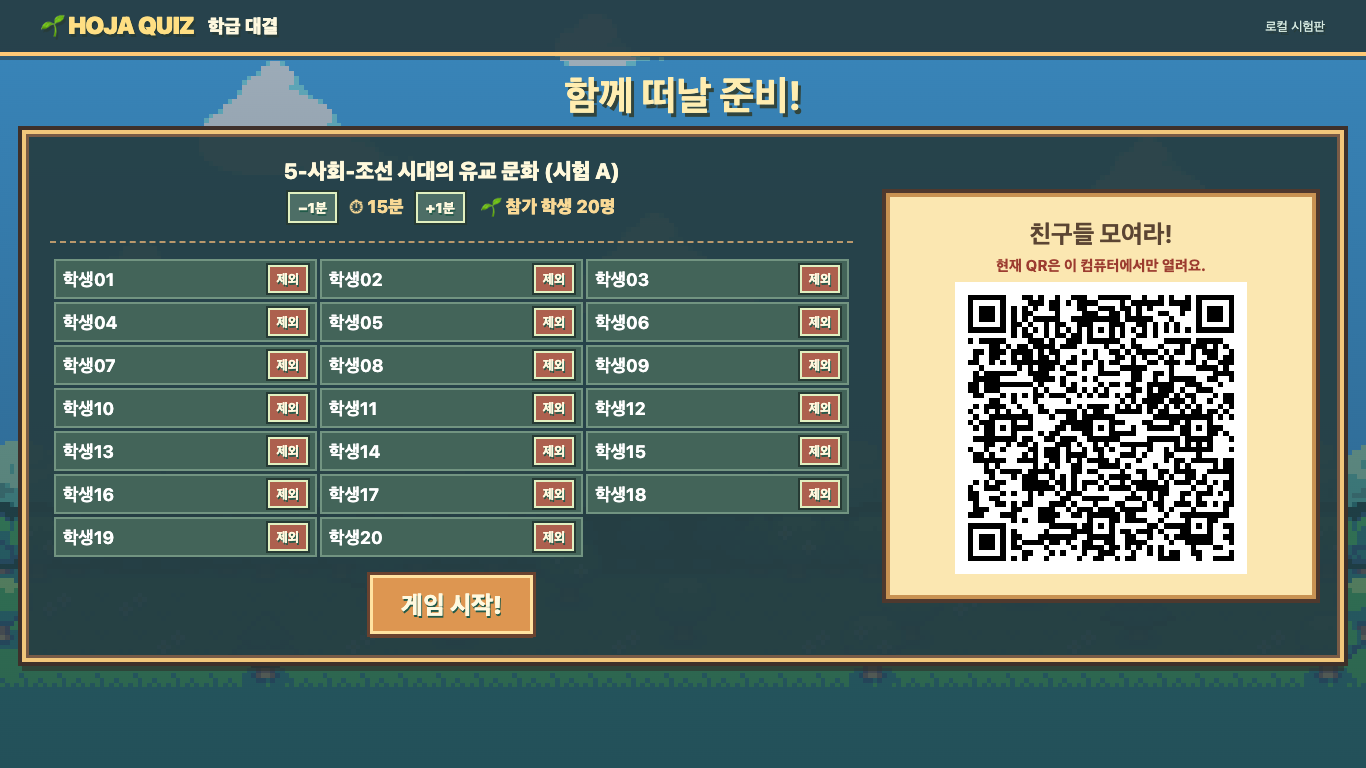 HOJA QUIZ 학급 대결
로컬 시험판
함께 떠날 준비!
5-사회-조선 시대의 유교 문화 (시험 A)
−1분 ⏱ 15분 +1분 🌱 참가 학생 20명
학생01 제외 학생02 제외 학생03 제외
학생04 제외 학생05 제외 학생06 제외
학생07 제외 학생08 제외 학생09 제외
학생10 제외 학생11 제외 학생12 제외
학생13 제외 학생14 제외 학생15 제외
학생16 제외 학생17 제외 학생18 제외
학생19 제외 학생20 제외
게임 시작!
친구들 모여라!
현재 QR은 이 컴퓨터에서만 열려요.